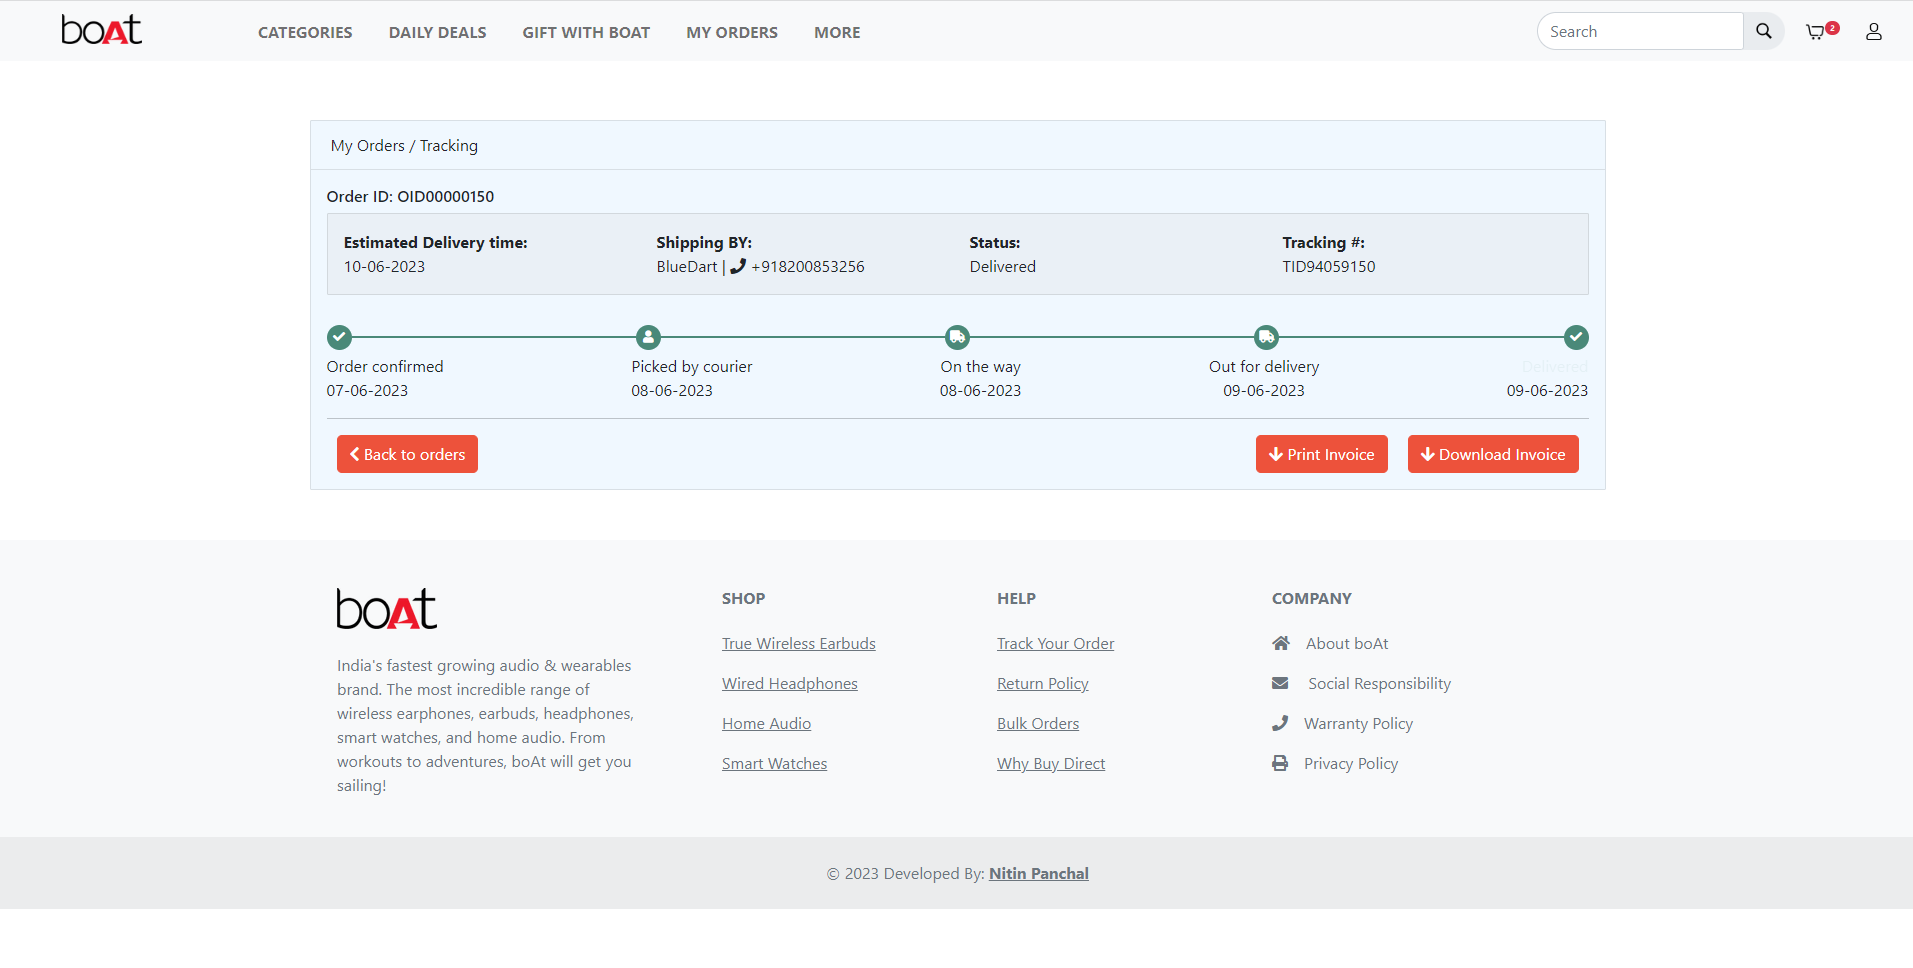 boAt
CATEGORIES
DAILY DEALS
GIFT WITH BOAT
MY ORDERS
MORE
Search
2
My Orders / Tracking
Order ID: OID00000150
Estimated Delivery time:
10-06-2023
Shipping BY:
BlueDart | +918200853256
Status:
Delivered
Tracking #:
TID94059150
Order confirmed
07-06-2023
Picked by courier
08-06-2023
On the way
08-06-2023
Out for delivery
09-06-2023
Delivered
09-06-2023
Back to orders
Print Invoice
Download Invoice
boAt
India's fastest growing audio & wearables
brand. The most incredible range of
wireless earphones, earbuds, headphones,
smart watches, and home audio. From
workouts to adventures, boAt will get you
sailing!
SHOP
True Wireless Earbuds
Wired Headphones
Home Audio
Smart Watches
HELP
Track Your Order
Return Policy
Bulk Orders
Why Buy Direct
COMPANY
About boAt
Social Responsibility
Warranty Policy
Privacy Policy
© 2023 Developed By: Nitin Panchal